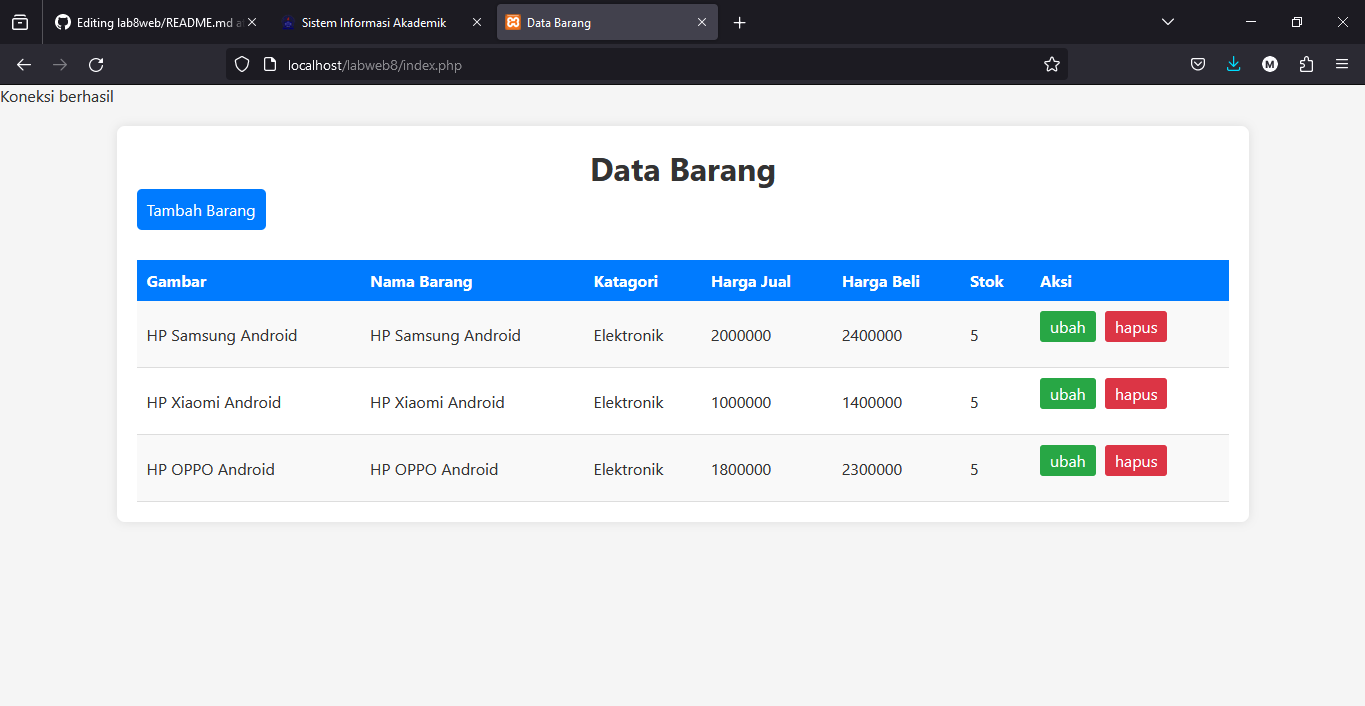 Editing lab8web/README.md a
Sistem Informasi Akademik
Data Barang
localhost/labweb8/index.php
M
Koneksi berhasil
Data Barang
Tambah Barang
Gambar Nama Barang Katagori Harga Jual Harga Beli Stok Aksi
HP Samsung Android HP Samsung Android Elektronik 2000000 2400000 5 ubah hapus
HP Xiaomi Android HP Xiaomi Android Elektronik 1000000 1400000 5 ubah hapus
HP OPPO Android HP OPPO Android Elektronik 1800000 2300000 5 ubah hapus